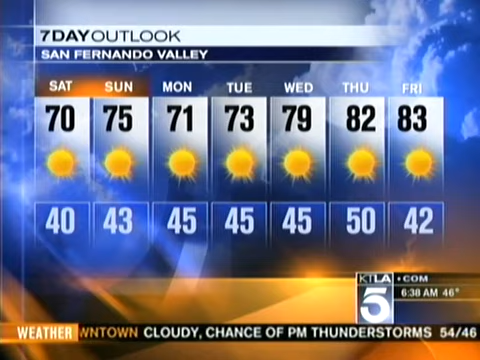 7DAYOUTLOOK
SAN FERNANDO VALLEY
SAT SUN MON TUE WED THU FRI
70 75 71 73 79 82 83
40 43 45 45 45 50 42
KTLA .COM
5
6:38 AM 46°
WEATHER WNTOWN CLOUDY, CHANCE OF PM THUNDERSTORMS 54/46